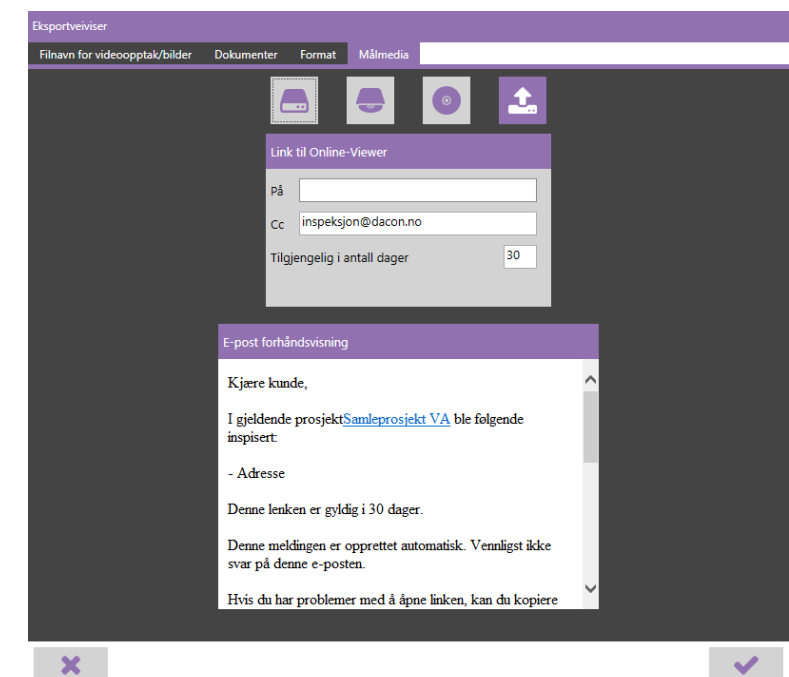 Eksportveiviser
Filnavn for videoopptak/bilder Dokumenter Format Målmedia
Link til Online-Viewer
På
Cc inspeksjon@dacon.no
Tilgjengelig i antall dager 30
E-post forhåndsvisning
Kjære kunde,
I gjeldende prosjektSamleprosjekt VA ble følgende
inspisert:
- Adresse
Denne lenken er gyldig i 30 dager.
Denne meldingen er opprettet automatisk. Vennligst ikke
svar på denne e-posten.
Hvis du har problemer med å åpne linken, kan du kopiere